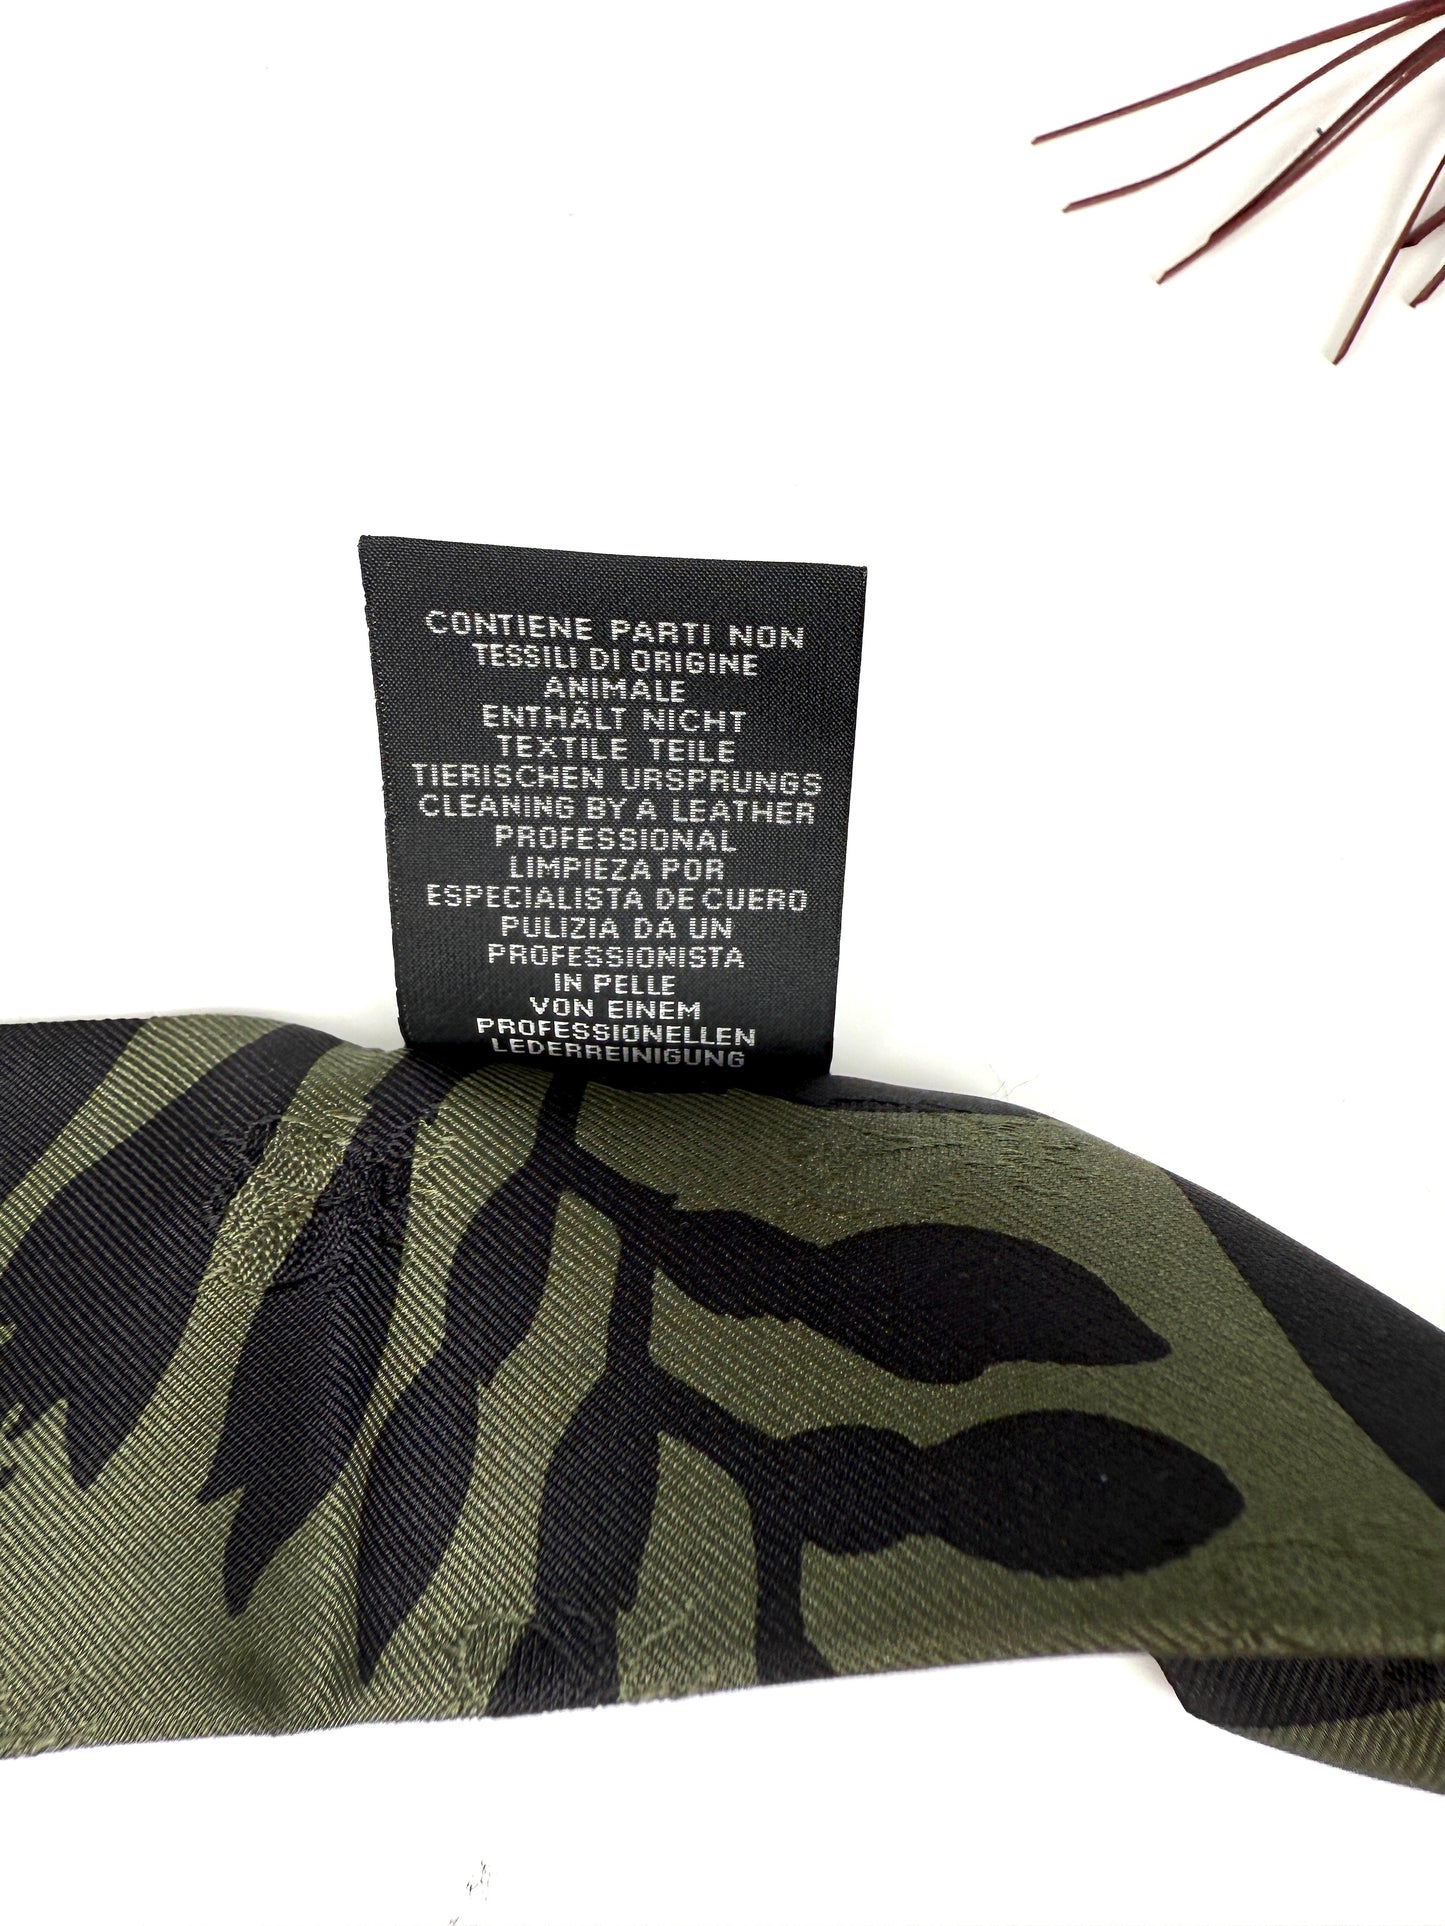 CONTIENE PARTI NON
TESSILI DI ORIGINE
ANIMALE
ENTHÄLT NICHT
TEXTILE TEILE
TIERISCHEN URSPRUNGS
CLEANING BY A LEATHER
PROFESSIONAL
LIMPIEZA POR
ESPECIALISTA DE CUERO
PULIZIA DA UN
PROFESSIONISTA
IN PELLE
VON EINEM
PROFESSIONELLEN
LEDERREINIGUNG